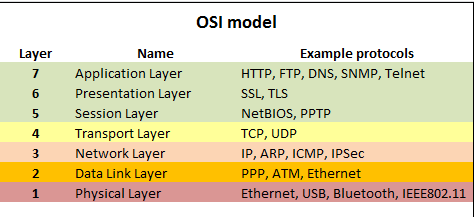 OSI model
Layer Name Example protocols
7 Application Layer HTTP, FTP, DNS, SNMP, Telnet
6 Presentation Layer SSL, TLS
5 Session Layer NetBIOS, PPTP
4 Transport Layer TCP, UDP
3 Network Layer IP, ARP, ICMP, IPSec
2 Data Link Layer PPP, ATM, Ethernet
1 Physical Layer Ethernet, USB, Bluetooth, IEEE802.11